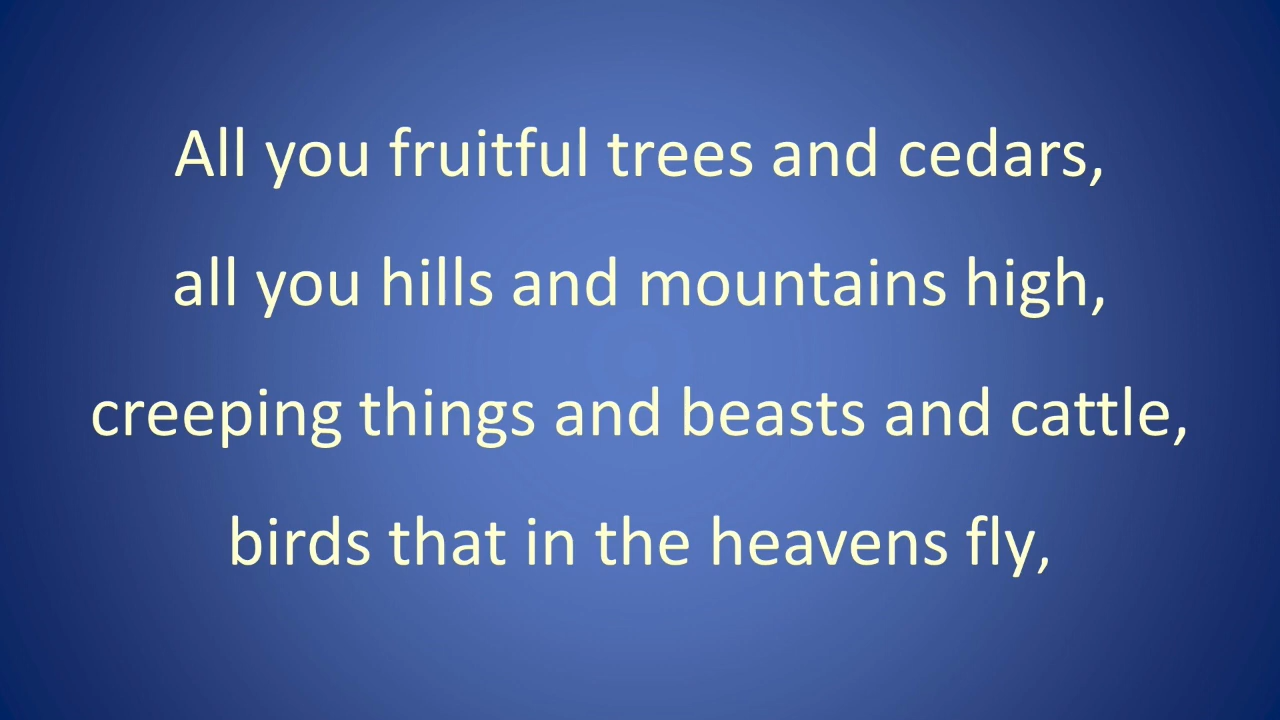 All you fruitful trees and cedars,
all you hills and mountains high,
creeping things and beasts and cattle,
birds that in the heavens fly,